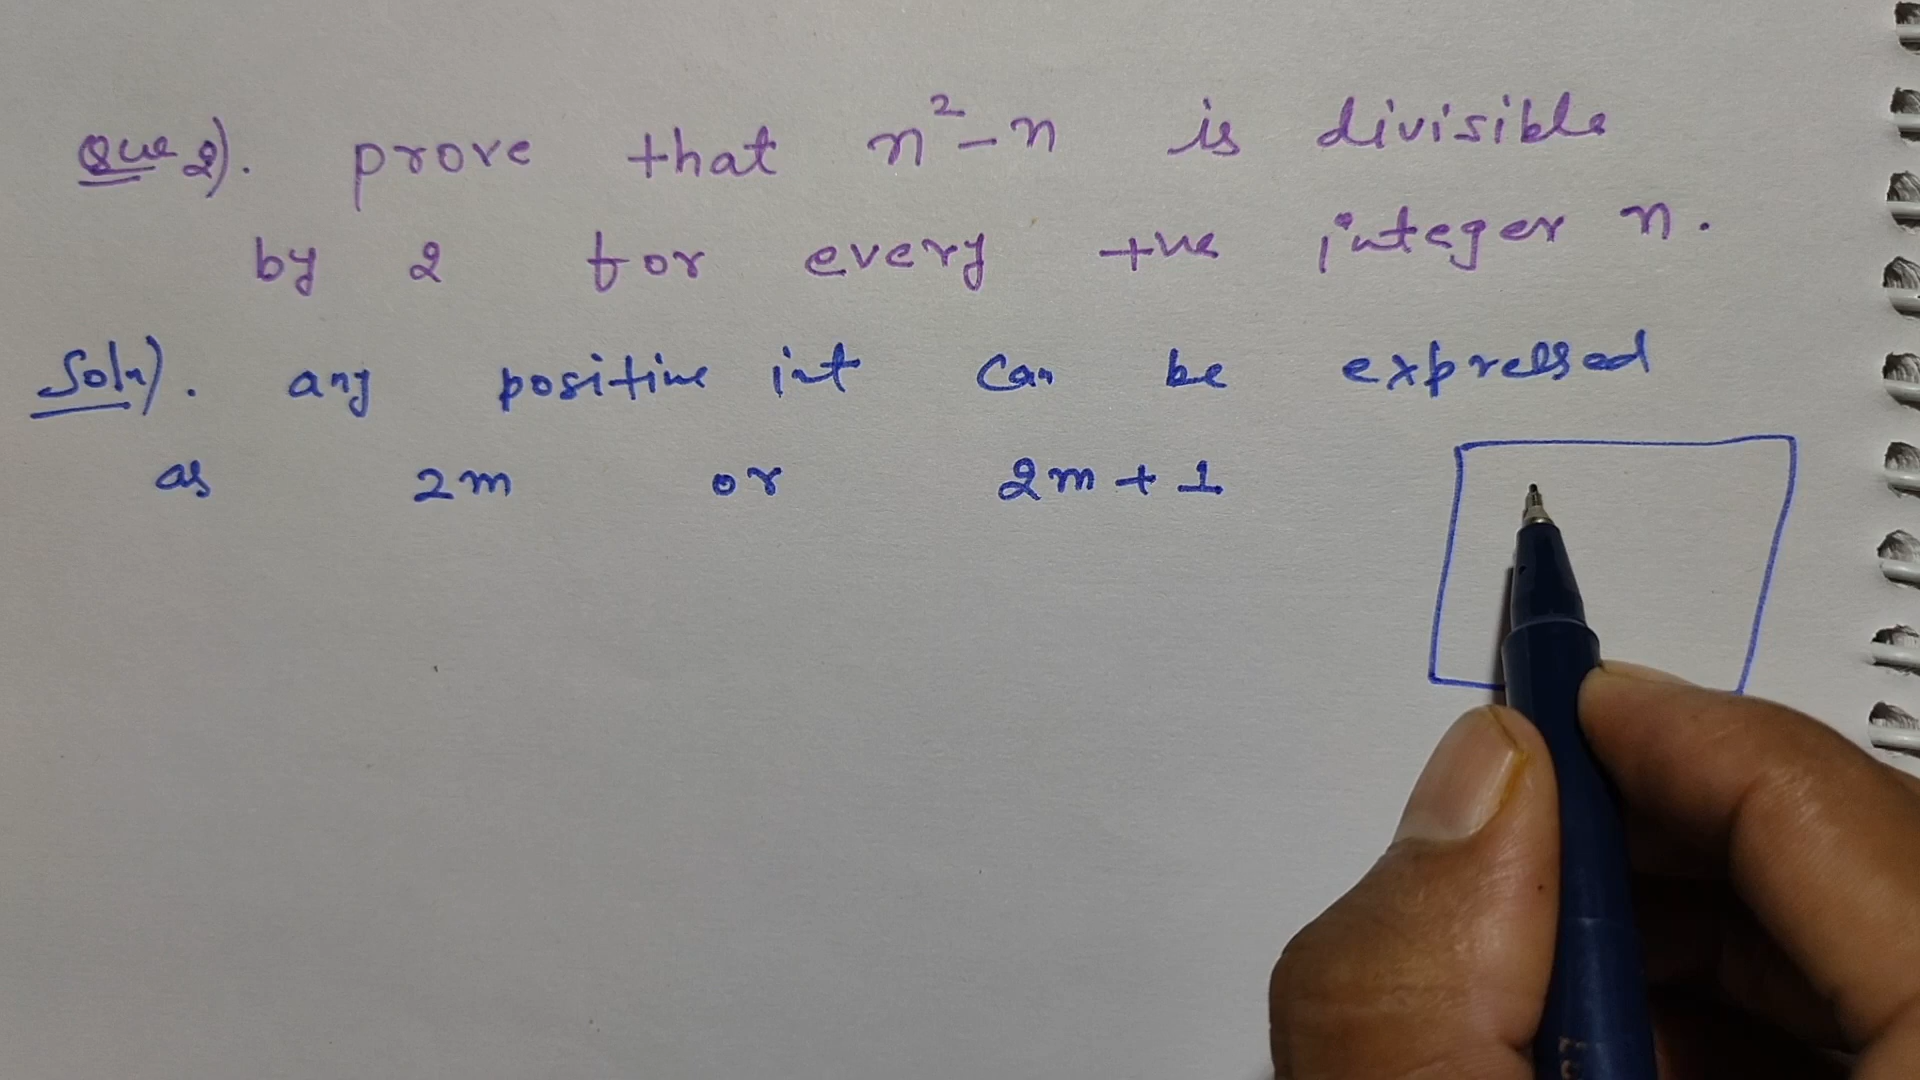 Que 2). prove that n²-n is divisible
by 2 for every +ve integer n.
Soln). any positive int can be expressed
as 2m or 2m + 1